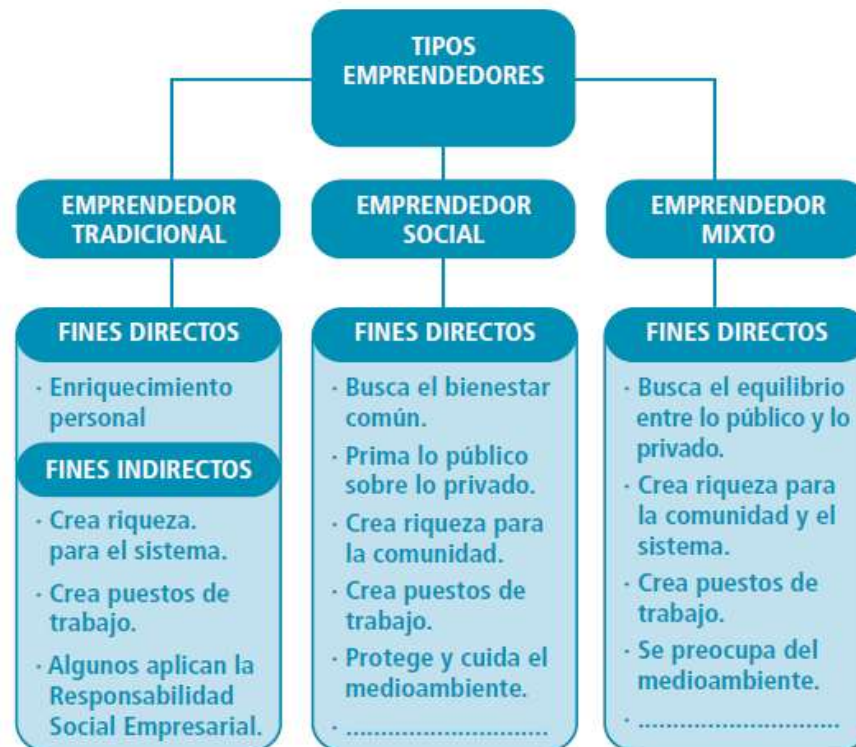 TIPOS
EMPRENDEDORES
EMPRENDEDOR
TRADICIONAL
EMPRENDEDOR
SOCIAL
EMPRENDEDOR
MIXTO
FINES DIRECTOS
· Enriquecimiento
personal
FINES INDIRECTOS
· Crea riqueza.
para el sistema.
· Crea puestos de
trabajo.
· Algunos aplican la
Responsabilidad
Social Empresarial.
FINES DIRECTOS
· Busca el bienestar
común.
· Prima lo público
sobre lo privado.
· Crea riqueza para
la comunidad.
· Crea puestos de
trabajo.
· Protege y cuida el
medioambiente.
· .............................
FINES DIRECTOS
· Busca el equilibrio
entre lo público y lo
privado.
· Crea riqueza para
la comunidad y el
sistema.
· Crea puestos de
trabajo.
· Se preocupa del
medioambiente.
· .............................